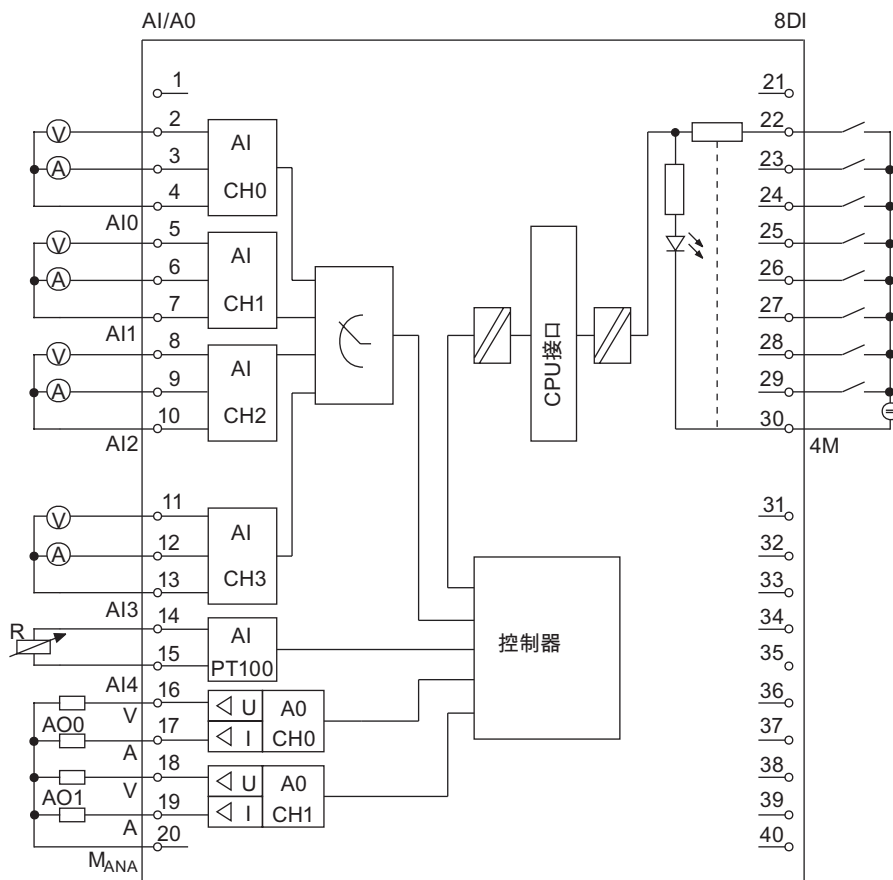 AI/A0
8DI
1
2
V
3
A
4
AI
CH0
AI0
5
V
6
A
7
AI
CH1
AI1
8
V
9
A
10
AI
CH2
AI2
11
V
12
A
13
AI
CH3
AI3
14
R
15
AI
PT100
AI4
16
V
AO0
17
A
U
I
A0
CH0
18
V
AO1
19
A
U
I
A0
CH1
20
MANA
CPU接口
控制器
21
22
23
24
25
26
27
28
29
30
=
4M
31
32
33
34
35
36
37
38
39
40